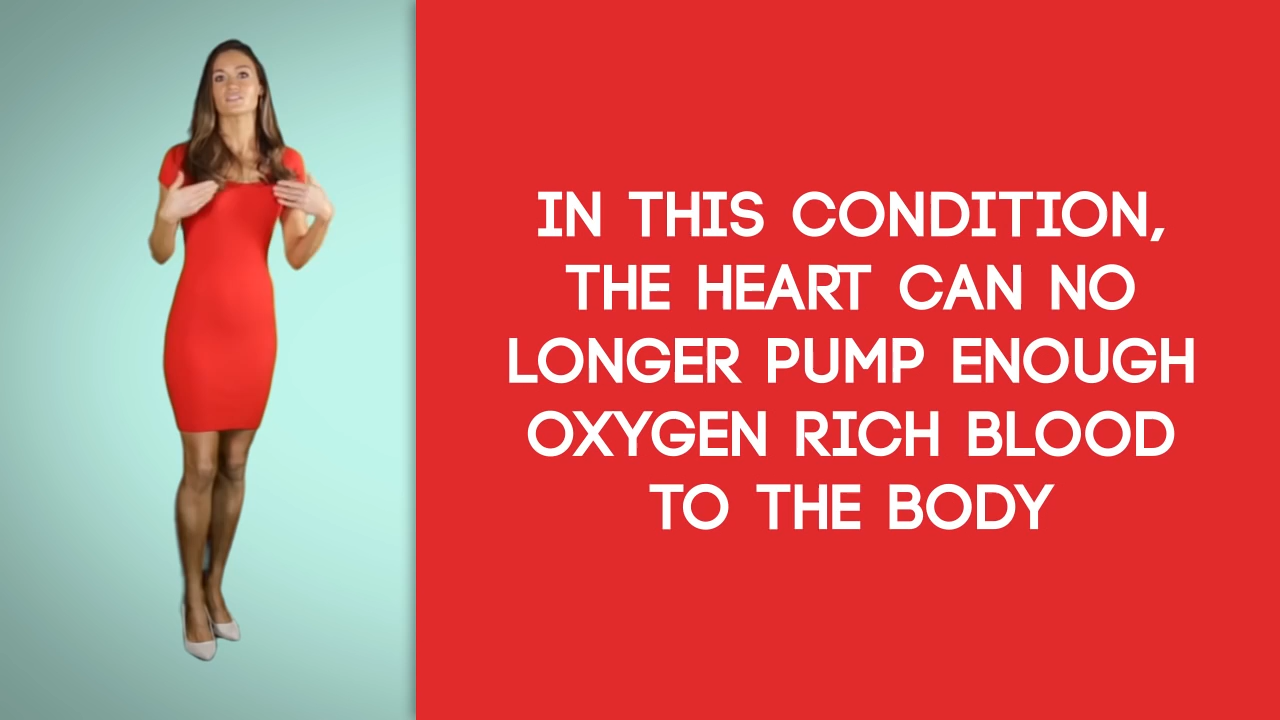 IN THIS CONDITION,
THE HEART CAN NO
LONGER PUMP ENOUGH
OXYGEN RICH BLOOD
TO THE BODY